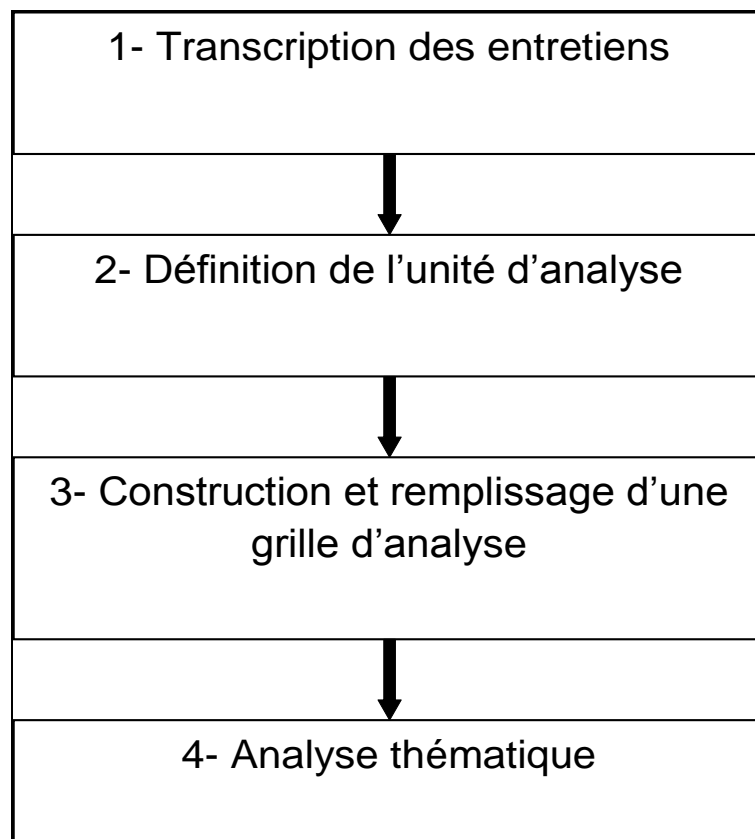 1- Transcription des entretiens
2- Définition de l’unité d’analyse
3- Construction et remplissage d’une
grille d’analyse
4- Analyse thématique